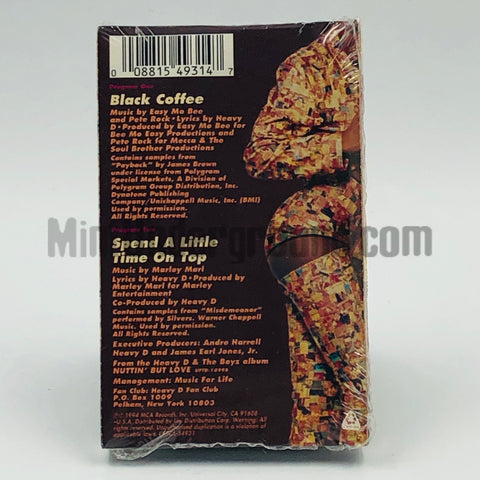 0 08815 49314 7
Program One
Black Coffee
Music by Easy Mo Bee
and Pete Rock • Lyrics by Heavy
D • Produced by Easy Mo Bee for
Bee Mo Easy Productions and
Pete Rock for Mecca & The
Soul Brother Productions
Contains samples from
"Payback" by James Brown
under license from Polygram
Special Markets, A Division of
Polygram Group Distribution, Inc.
Dynatone Publishing
Company/Unichappell Music, Inc. (BMI)
Used by permission.
All Rights Reserved.
Program Two
Spend A Little
Time On Top
Music by Marley Marl
Lyrics by Heavy D • Produced by
Marley Marl for Marley
Entertainment
Co-Produced by Heavy D
Contains samples from "Misdemeanor"
performed by Silvers. Warner Chappell
Music. Used by permission.
All Rights Reserved.
Executive Producers: Andre Harrell
Heavy D and James Earl Jones, Jr.
From the Heavy D & The Boyz album
NUTTIN' BUT LOVE
Management: Music For Life
Fan Club: Heavy D Fan Club
P.O. Box 1009
Pelham, New York 10803
1994 MCA Records, Inc. Universal City, CA 91608
U.S.A. Distributed by Uni Distribution Corp. Warning: All
Unauthorized duplication is a violation of
applicable laws.